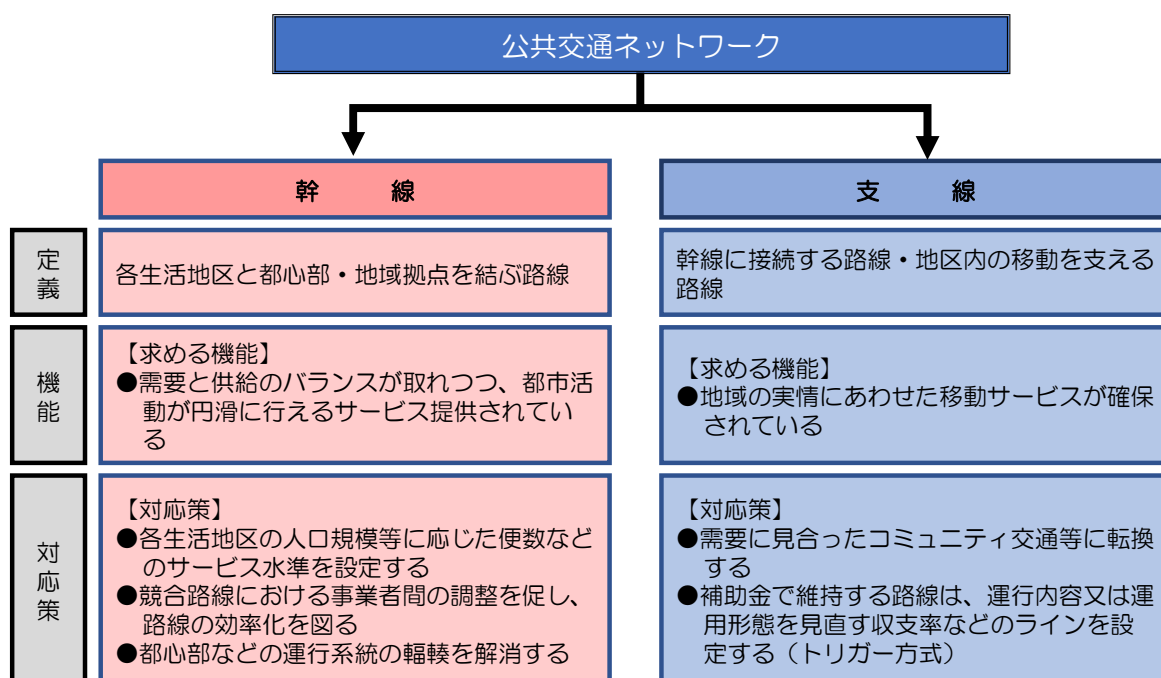 公共交通ネットワーク
幹　線
支　線
定義
各生活地区と都心部・地域拠点を結ぶ路線
幹線に接続する路線・地区内の移動を支える
路線
機能
【求める機能】
●需要と供給のバランスが取れつつ、都市活
動が円滑に行えるサービス提供されてい
る
【求める機能】
●地域の実情にあわせた移動サービスが確保
されている
対応策
【対応策】
●各生活地区の人口規模等に応じた便数など
のサービス水準を設定する
●競合路線における事業者間の調整を促し、
路線の効率化を図る
●都心部などの運行系統の輻輳を解消する
【対応策】
●需要に見合ったコミュニティ交通等に転換
する
●補助金で維持する路線は、運行内容又は運
用形態を見直す収支率などのラインを設
定する（トリガー方式）